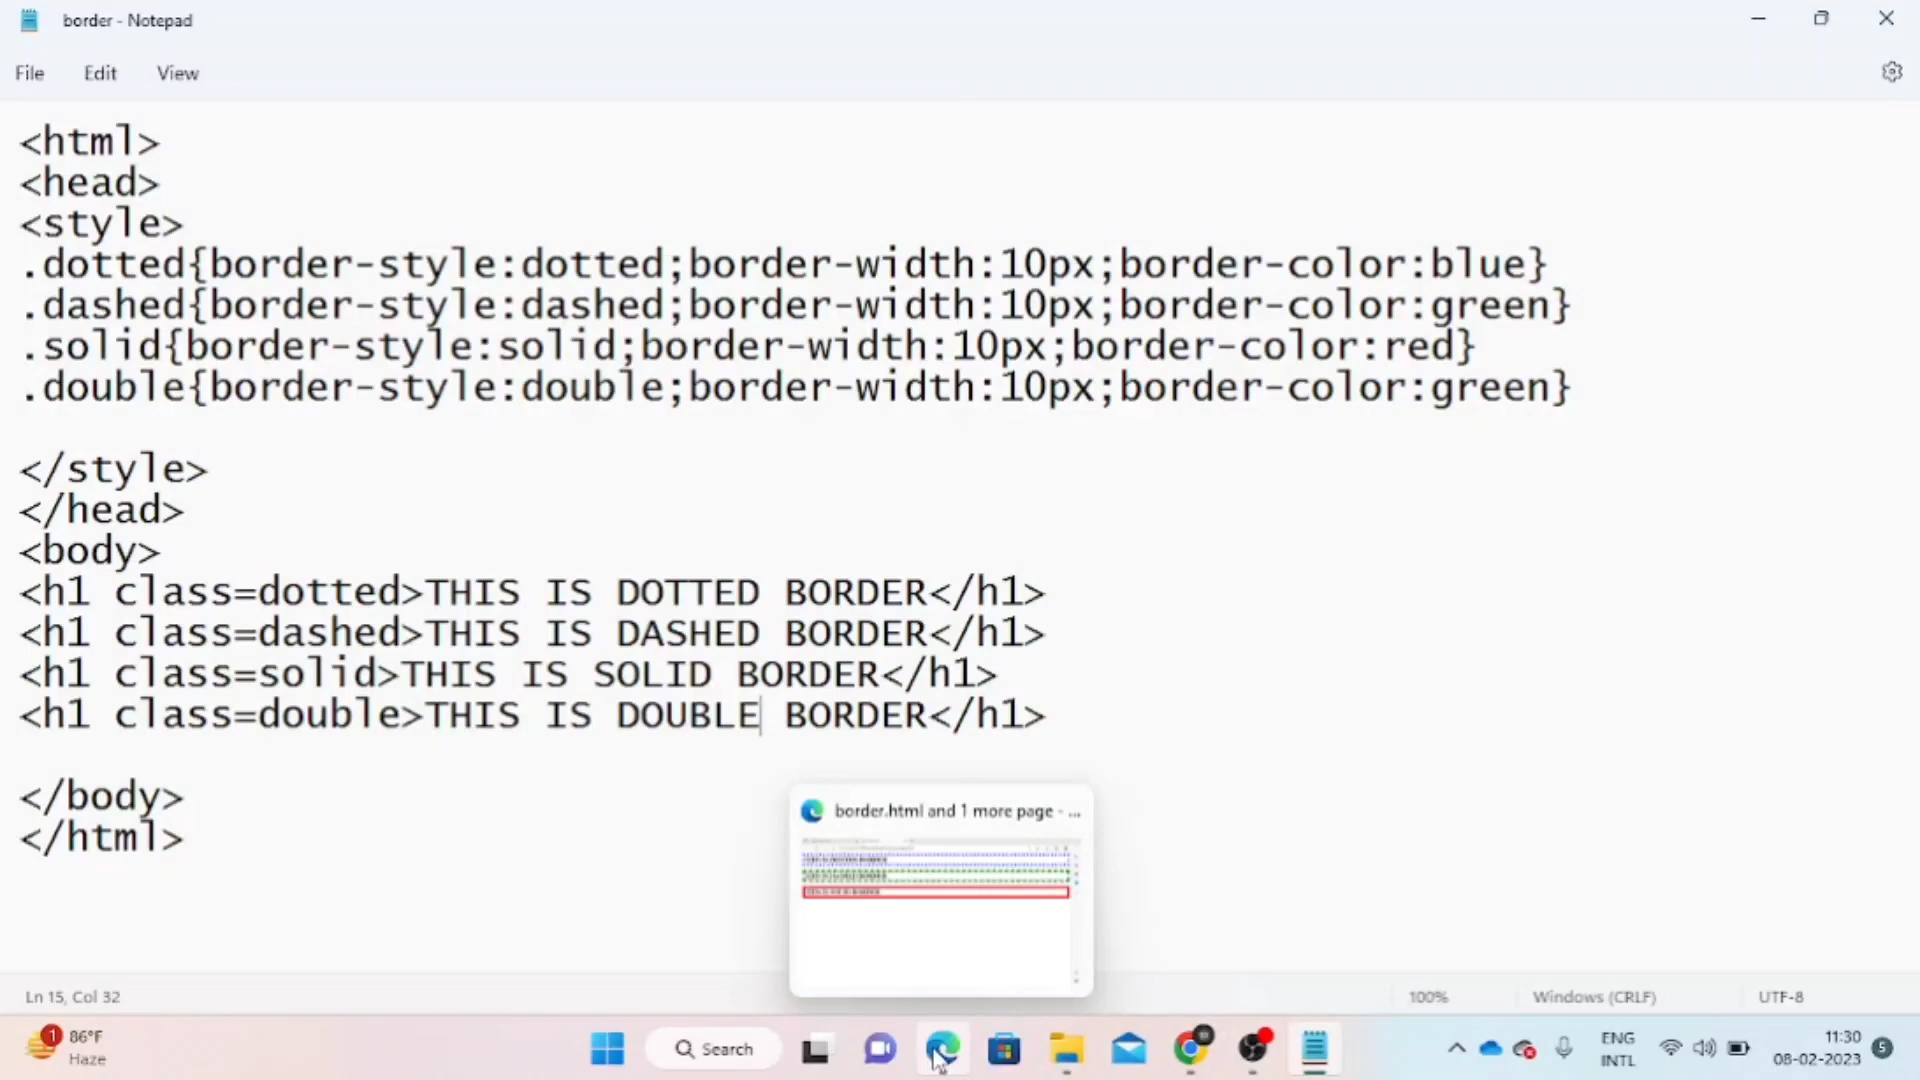 border - Notepad
File Edit View
<html>
<head>
<style>
.dotted{border-style:dotted;border-width:10px;border-color:blue}
.dashed{border-style:dashed;border-width:10px;border-color:green}
.solid{border-style:solid;border-width:10px;border-color:red}
.double{border-style:double;border-width:10px;border-color:green}
</style>
</head>
<body>
<h1 class=dotted>THIS IS DOTTED BORDER</h1>
<h1 class=dashed>THIS IS DASHED BORDER</h1>
<h1 class=solid>THIS IS SOLID BORDER</h1>
<h1 class=double>THIS IS DOUBLE BORDER</h1>
</body>
</html>
border.html and 1 more page - ...
Ln 15, Col 32
100%
Windows (CRLF)
UTF-8
1
86°F
Haze
Search
ENG
INTL
11:30
08-02-2023
5